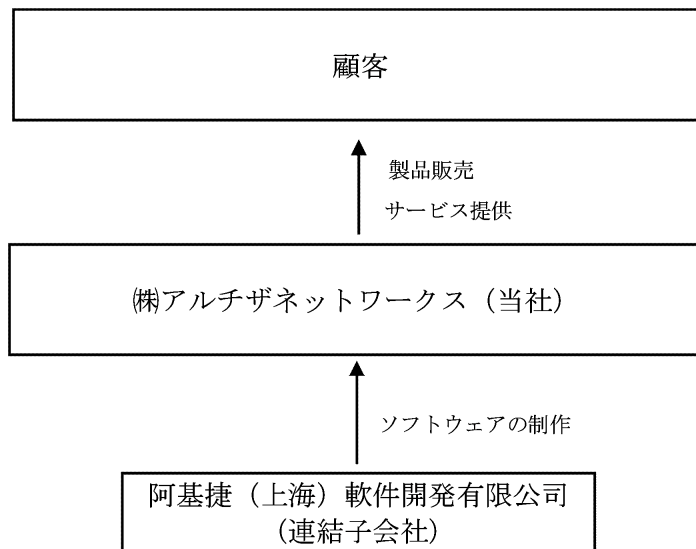 顧客
製品販売
サービス提供
㈱アルチザネットワークス（当社）
ソフトウェアの制作
阿基捷（上海）軟件開発有限公司
（連結子会社）